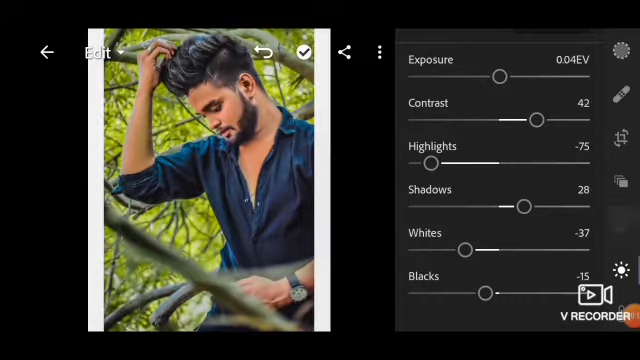 Edit
Exposure 0.04EV
Contrast 42
Highlights -75
Shadows 28
Whites -37
Blacks -15
V RECORDER